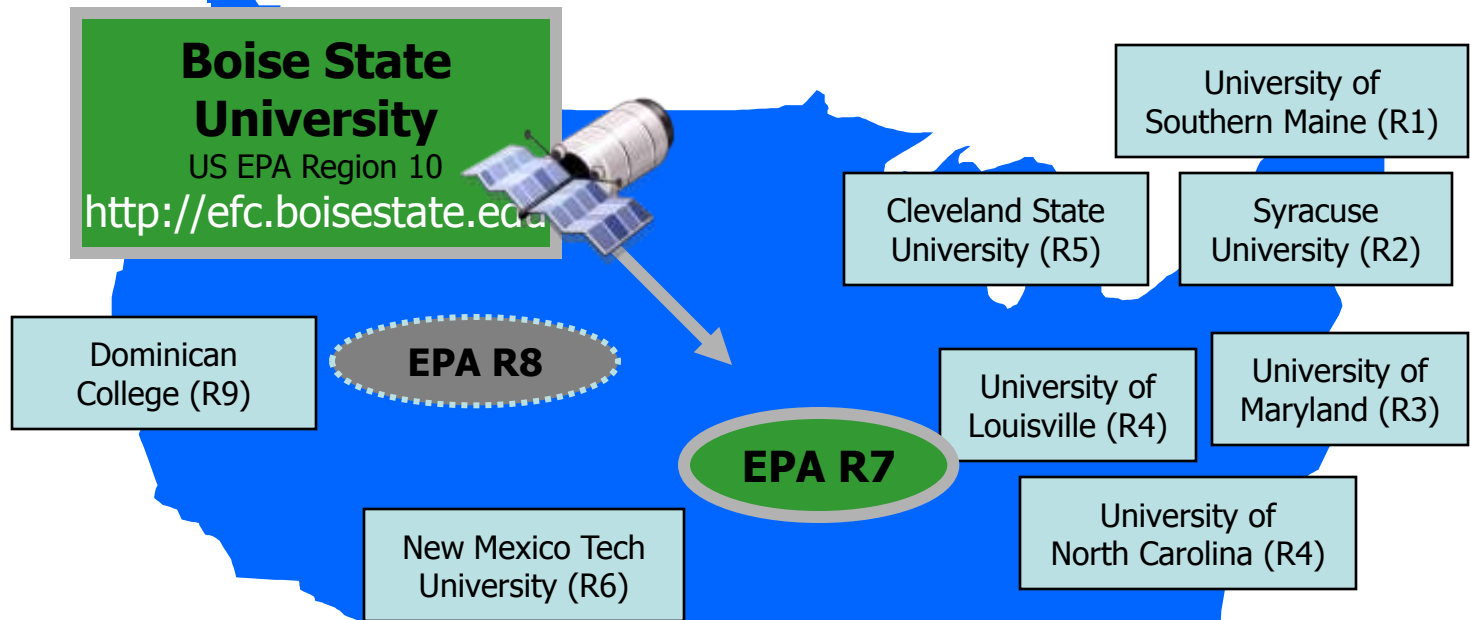 Boise State
University
US EPA Region 10
http://efc.boisestate.edu
University of
Southern Maine (R1)
Cleveland State
University (R5)
Syracuse
University (R2)
Dominican
College (R9)
EPA R8
University of
Louisville (R4)
University of
Maryland (R3)
EPA R7
University of
North Carolina (R4)
New Mexico Tech
University (R6)